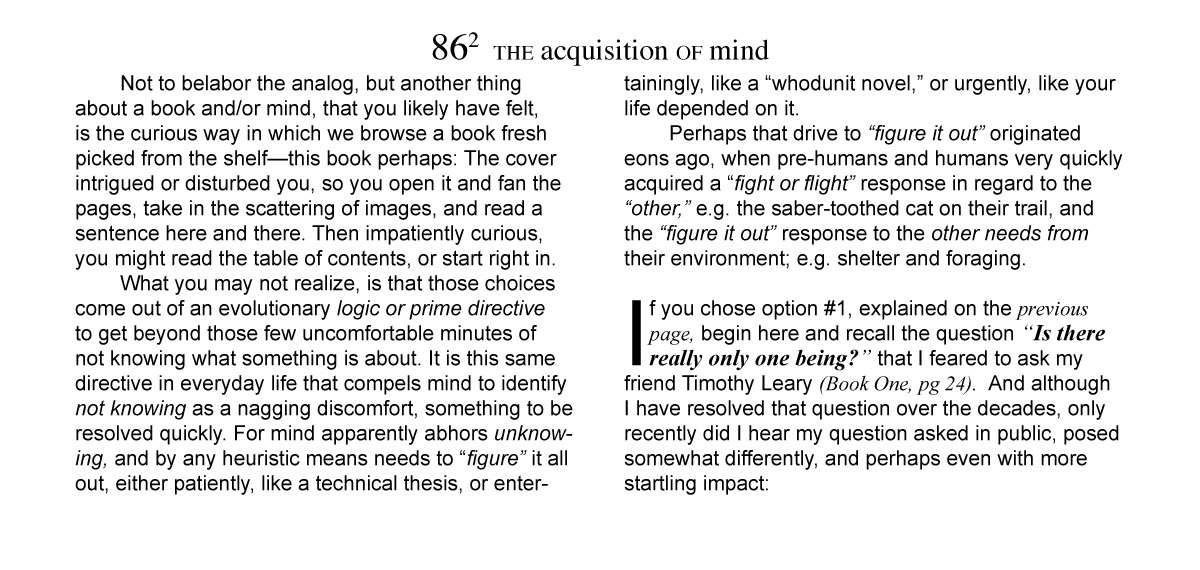 86² THE acquisition OF mind
Not to belabor the analog, but another thing
about a book and/or mind, that you likely have felt,
is the curious way in which we browse a book fresh
picked from the shelf—this book perhaps: The cover
intrigued or disturbed you, so you open it and fan the
pages, take in the scattering of images, and read a
sentence here and there. Then impatiently curious,
you might read the table of contents, or start right in.
What you may not realize, is that those choices
come out of an evolutionary logic or prime directive
to get beyond those few uncomfortable minutes of
not knowing what something is about. It is this same
directive in everyday life that compels mind to identify
not knowing as a nagging discomfort, something to be
resolved quickly. For mind apparently abhors unknow-
ing, and by any heuristic means needs to “figure” it all
out, either patiently, like a technical thesis, or enter-
tainingly, like a “whodunit novel,” or urgently, like your
life depended on it.
Perhaps that drive to “figure it out” originated
eons ago, when pre-humans and humans very quickly
acquired a “fight or flight” response in regard to the
“other,” e.g. the saber-toothed cat on their trail, and
the “figure it out” response to the other needs from
their environment; e.g. shelter and foraging.
If you chose option #1, explained on the previous
page, begin here and recall the question “Is there
really only one being?” that I feared to ask my
friend Timothy Leary (Book One, pg 24). And although
I have resolved that question over the decades, only
recently did I hear my question asked in public, posed
somewhat differently, and perhaps even with more
startling impact: